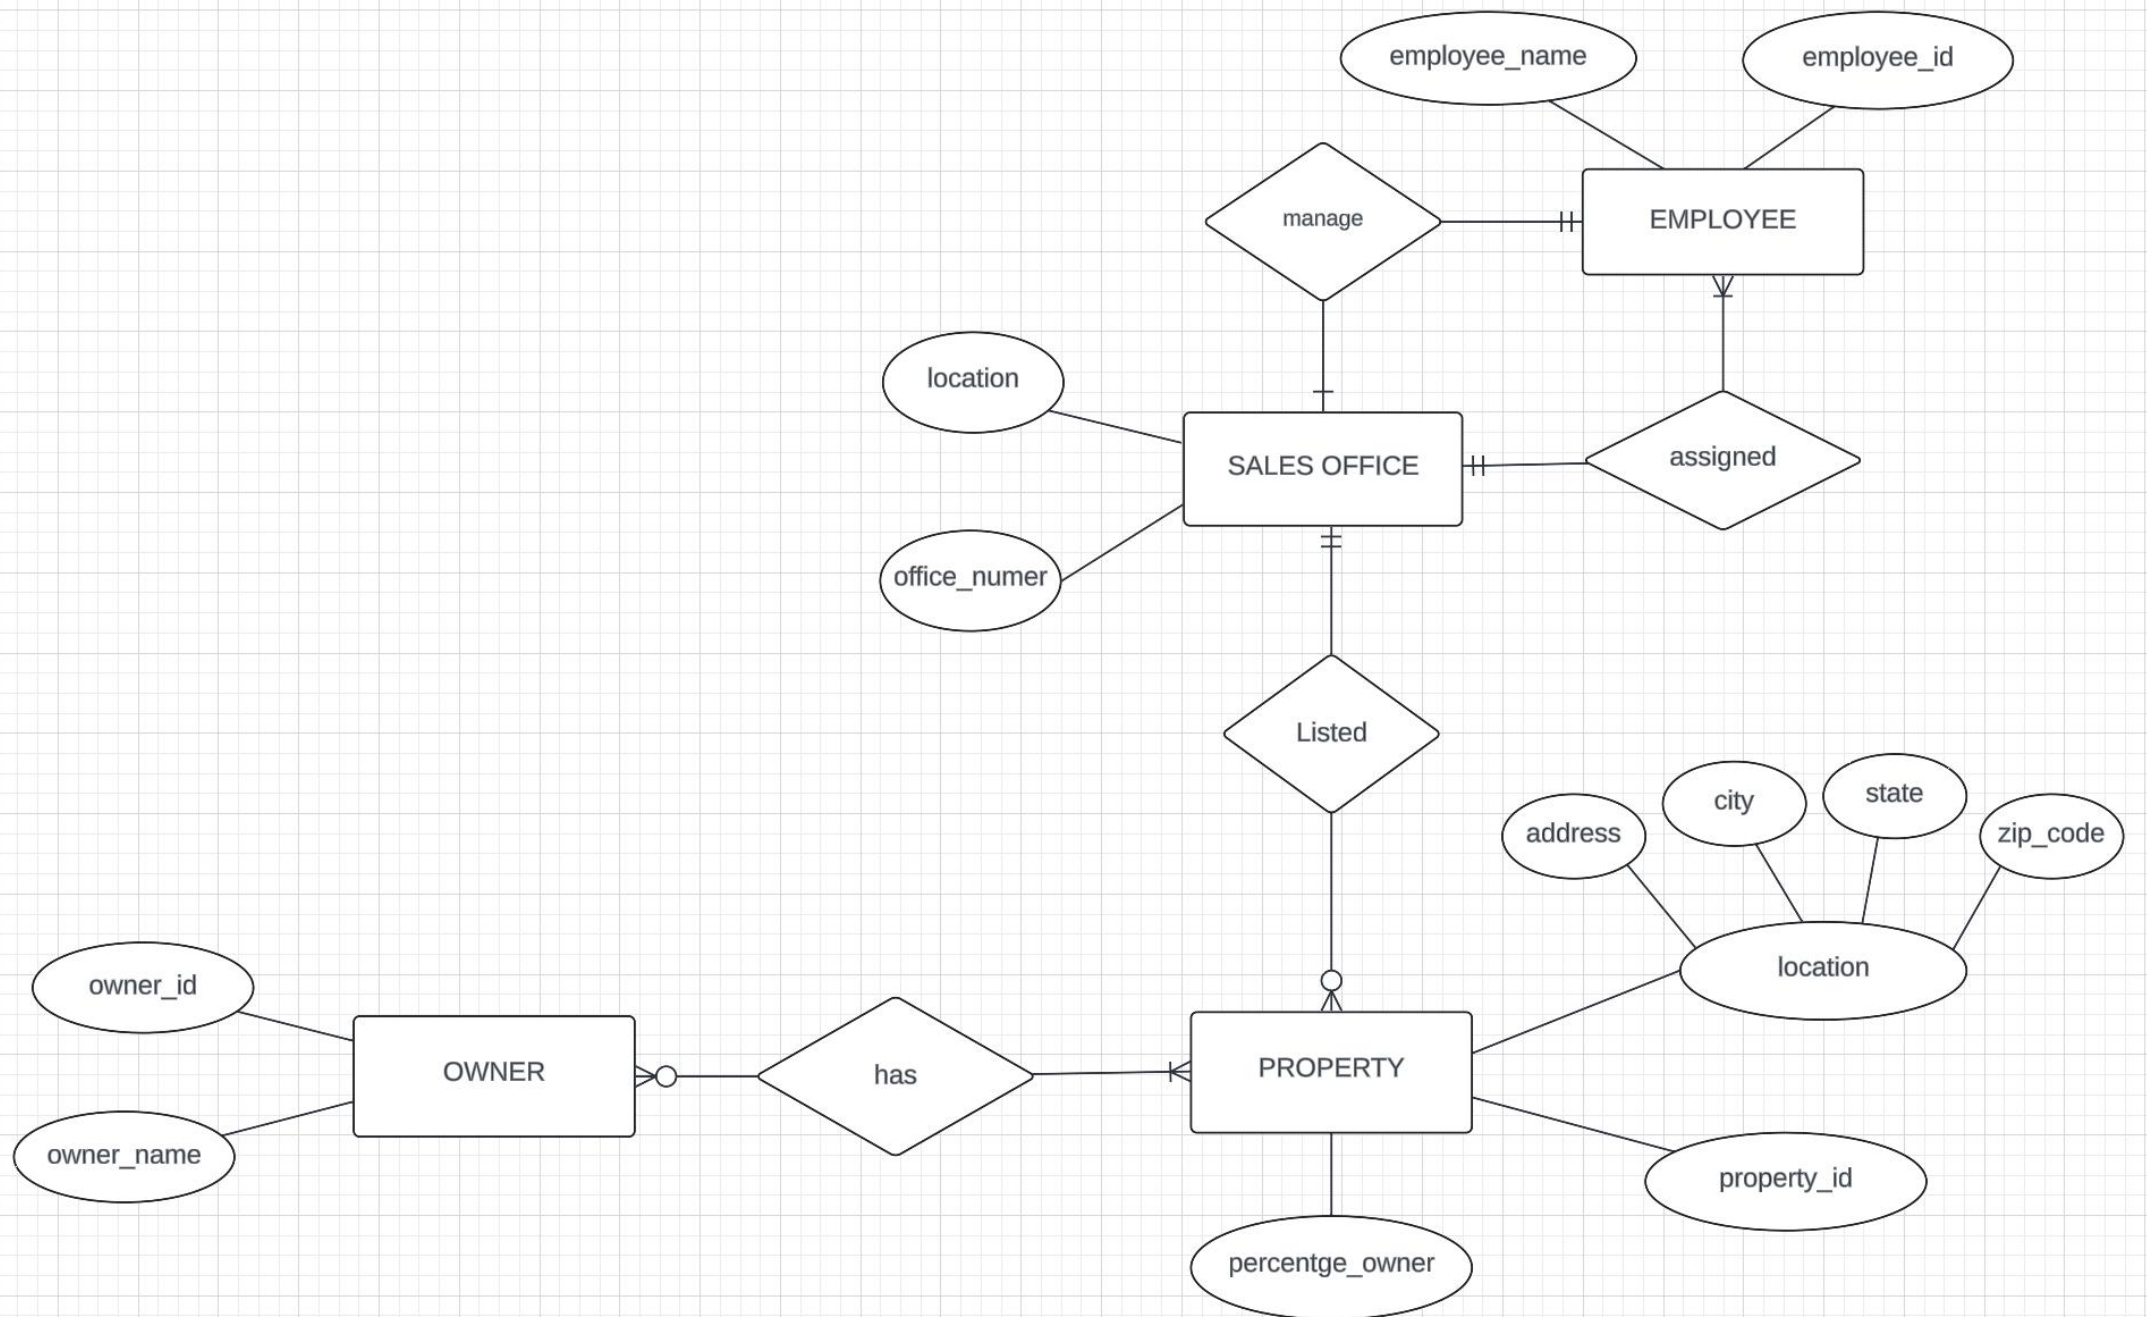 employee_name
employee_id
manage
EMPLOYEE
location
SALES OFFICE
assigned
office_numer
Listed
address
city
state
zip_code
location
owner_id
OWNER
has
PROPERTY
owner_name
property_id
percentge_owner